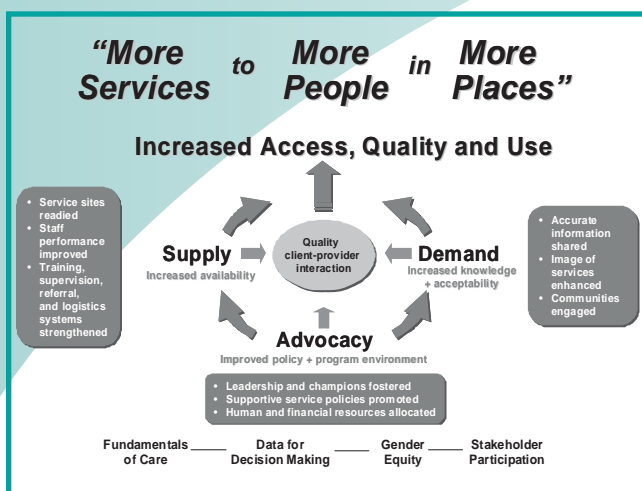 “More Services to More People in More Places”
Increased Access, Quality and Use
• Service sites
readied
• Staff
performance
improved
• Training,
supervision,
referral,
and logistics
systems
strengthened
Supply
Increased availability
Quality
client-provider
interaction
Demand
Increased knowledge
+ acceptability
• Accurate
information
shared
• Image of
services
enhanced
• Communities
engaged
Advocacy
Improved policy + program environment
• Leadership and champions fostered
• Supportive service policies promoted
• Human and financial resources allocated
Fundamentals
of Care
Data for
Decision Making
Gender
Equity
Stakeholder
Participation